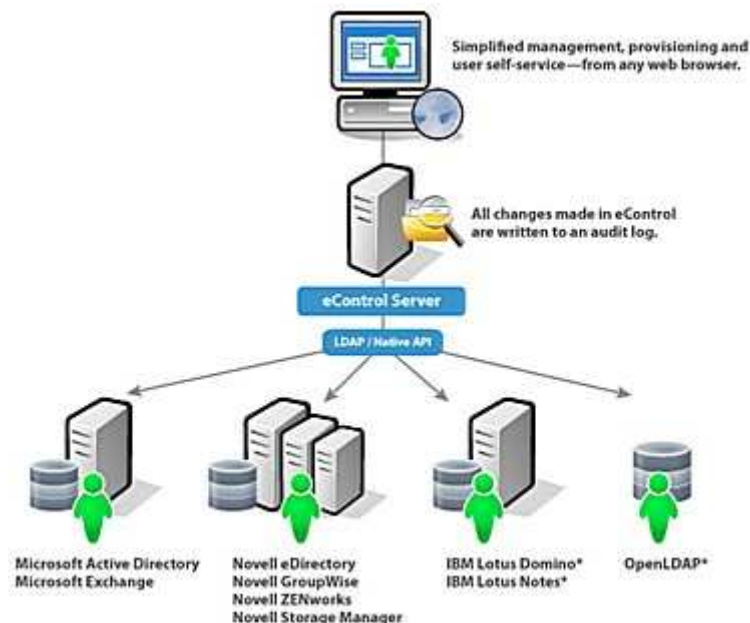 Simplified management, provisioning and
user self-service—from any web browser.
All changes made in eControl
are written to an audit log.
eControl Server
LDAP / Native API
Microsoft Active Directory
Microsoft Exchange
Novell eDirectory
Novell GroupWise
Novell ZENworks
Novell Storage Manager
IBM Lotus Domino*
IBM Lotus Notes*
OpenLDAP*